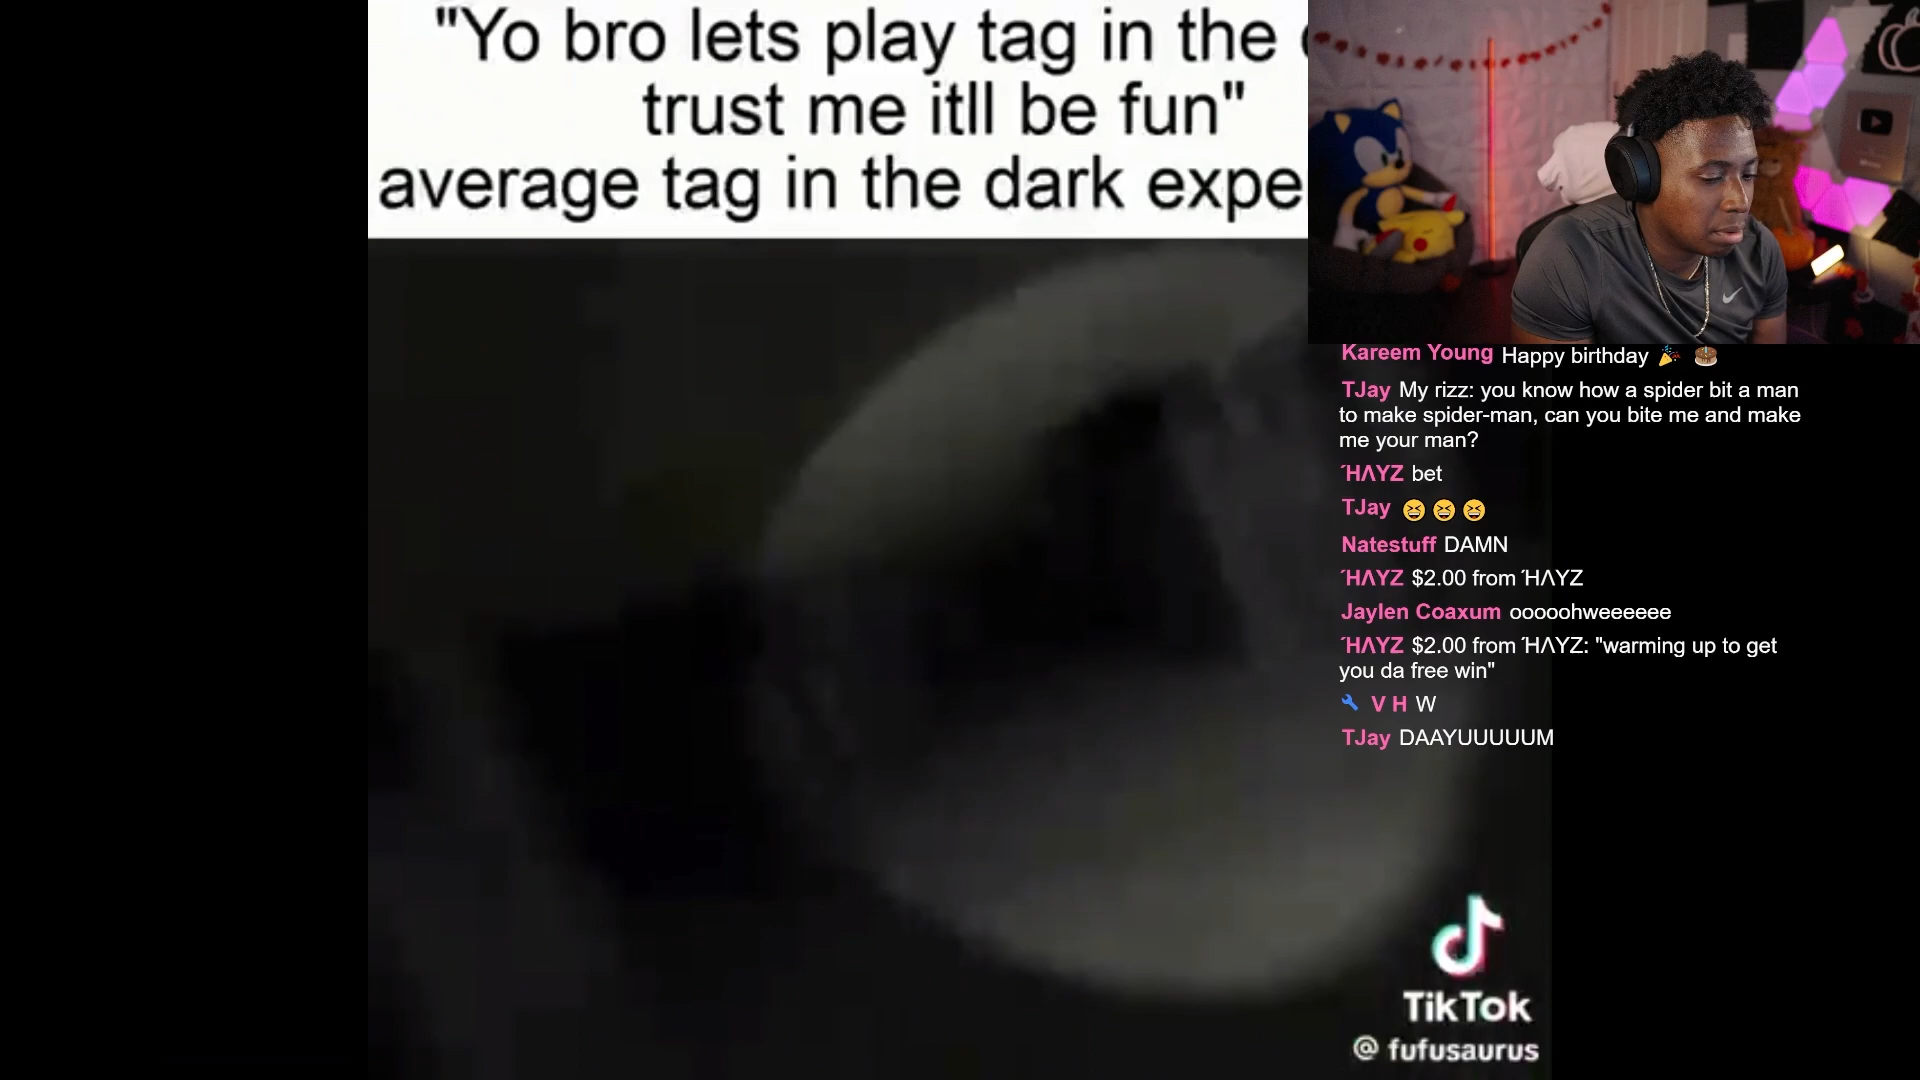 "Yo bro lets play tag in the
trust me itll be fun"
average tag in the dark expe
Kareem Young Happy birthday 🎉 🎂
TJay My rizz: you know how a spider bit a man
to make spider-man, can you bite me and make
me your man?
ΉΛYZ bet
TJay 😆 😆 😆
Natestuff DAMN
ΉΛYZ $2.00 from ΉΛYZ
Jaylen Coaxum ooooohweeeeee
ΉΛYZ $2.00 from ΉΛYZ: "warming up to get
you da free win"
V H W
TJay DAAYUUUUUM
TikTok
@ fufusaurus